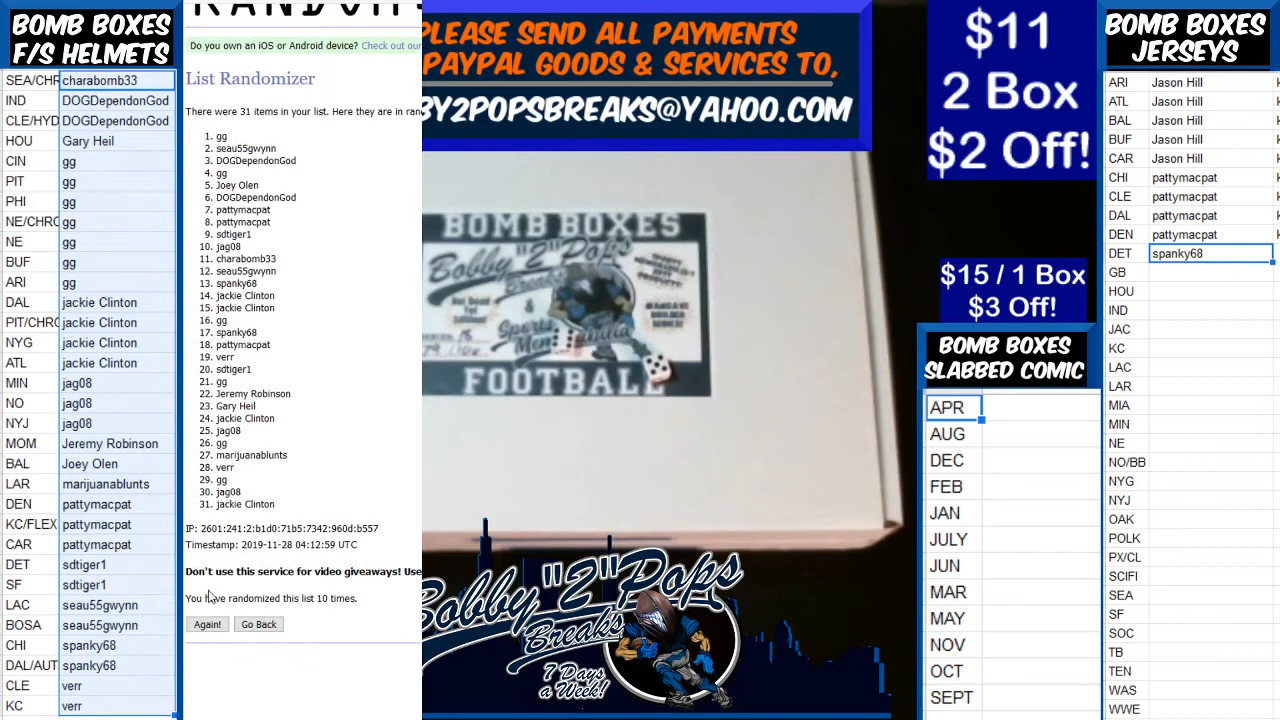 BOMB BOXES
F/S HELMETS
SEA/CHR charabomb33
IND DOGDependonGod
CLE/HYD DOGDependonGod
HOU Gary Heil
CIN gg
PIT gg
PHI gg
NE/CHRO gg
NE gg
BUF gg
ARI gg
DAL jackie Clinton
PIT/CHRO jackie Clinton
NYG jackie Clinton
ATL jackie Clinton
MIN jag08
NO jag08
NYJ jag08
MOM Jeremy Robinson
BAL Joey Olen
LAR marijuanablunts
DEN pattymacpat
KC/FLEX pattymacpat
CAR pattymacpat
DET sdtiger1
SF sdtiger1
LAC seau55gwynn
BOSA seau55gwynn
CHI spanky68
DAL/AUT spanky68
CLE verr
KC verr
Do you own an iOS or Android device? Check out our
List Randomizer
There were 31 items in your list. Here they are in ran
1. gg
2. seau55gwynn
3. DOGDependonGod
4. gg
5. Joey Olen
6. DOGDependonGod
7. pattymacpat
8. pattymacpat
9. sdtiger1
10. jag08
11. charabomb33
12. seau55gwynn
13. spanky68
14. jackie Clinton
15. jackie Clinton
16. gg
17. spanky68
18. pattymacpat
19. verr
20. sdtiger1
21. gg
22. Jeremy Robinson
23. Gary Heil
24. jackie Clinton
25. jag08
26. gg
27. marijuanablunts
28. verr
29. gg
30. jag08
31. jackie Clinton
IP: 2601:241:2:b1d0:71b5:7342:960d:b557
Timestamp: 2019-11-28 04:12:59 UTC
Don't use this service for video giveaways! Use
You have randomized this list 10 times.
Again! Go Back
PLEASE SEND ALL PAYMENTS
PAYPAL GOODS & SERVICES TO,
BY2POPSBREAKS@YAHOO.COM
BOMB BOXES
Bobby "2" Pops
Breaks
&
Sports
FOOTBALL
Bobby "2" Pops
Breaks
7 Days
a Week!
$11
2 Box
$2 Off!
$15 / 1 Box
$3 Off!
BOMB BOXES
SLABBED COMIC
APR
AUG
DEC
FEB
JAN
JULY
JUN
MAR
MAY
NOV
OCT
SEPT
BOMB BOXES
JERSEYS
ARI Jason Hill
ATL Jason Hill
BAL Jason Hill
BUF Jason Hill
CAR Jason Hill
CHI pattymacpat
CLE pattymacpat
DAL pattymacpat
DEN pattymacpat
DET spanky68
GB
HOU
IND
JAC
KC
LAC
LAR
MIA
MIN
NE
NO/BB
NYG
NYJ
OAK
POLK
PX/CL
SCIFI
SEA
SF
SOC
TB
TEN
WAS
WWE